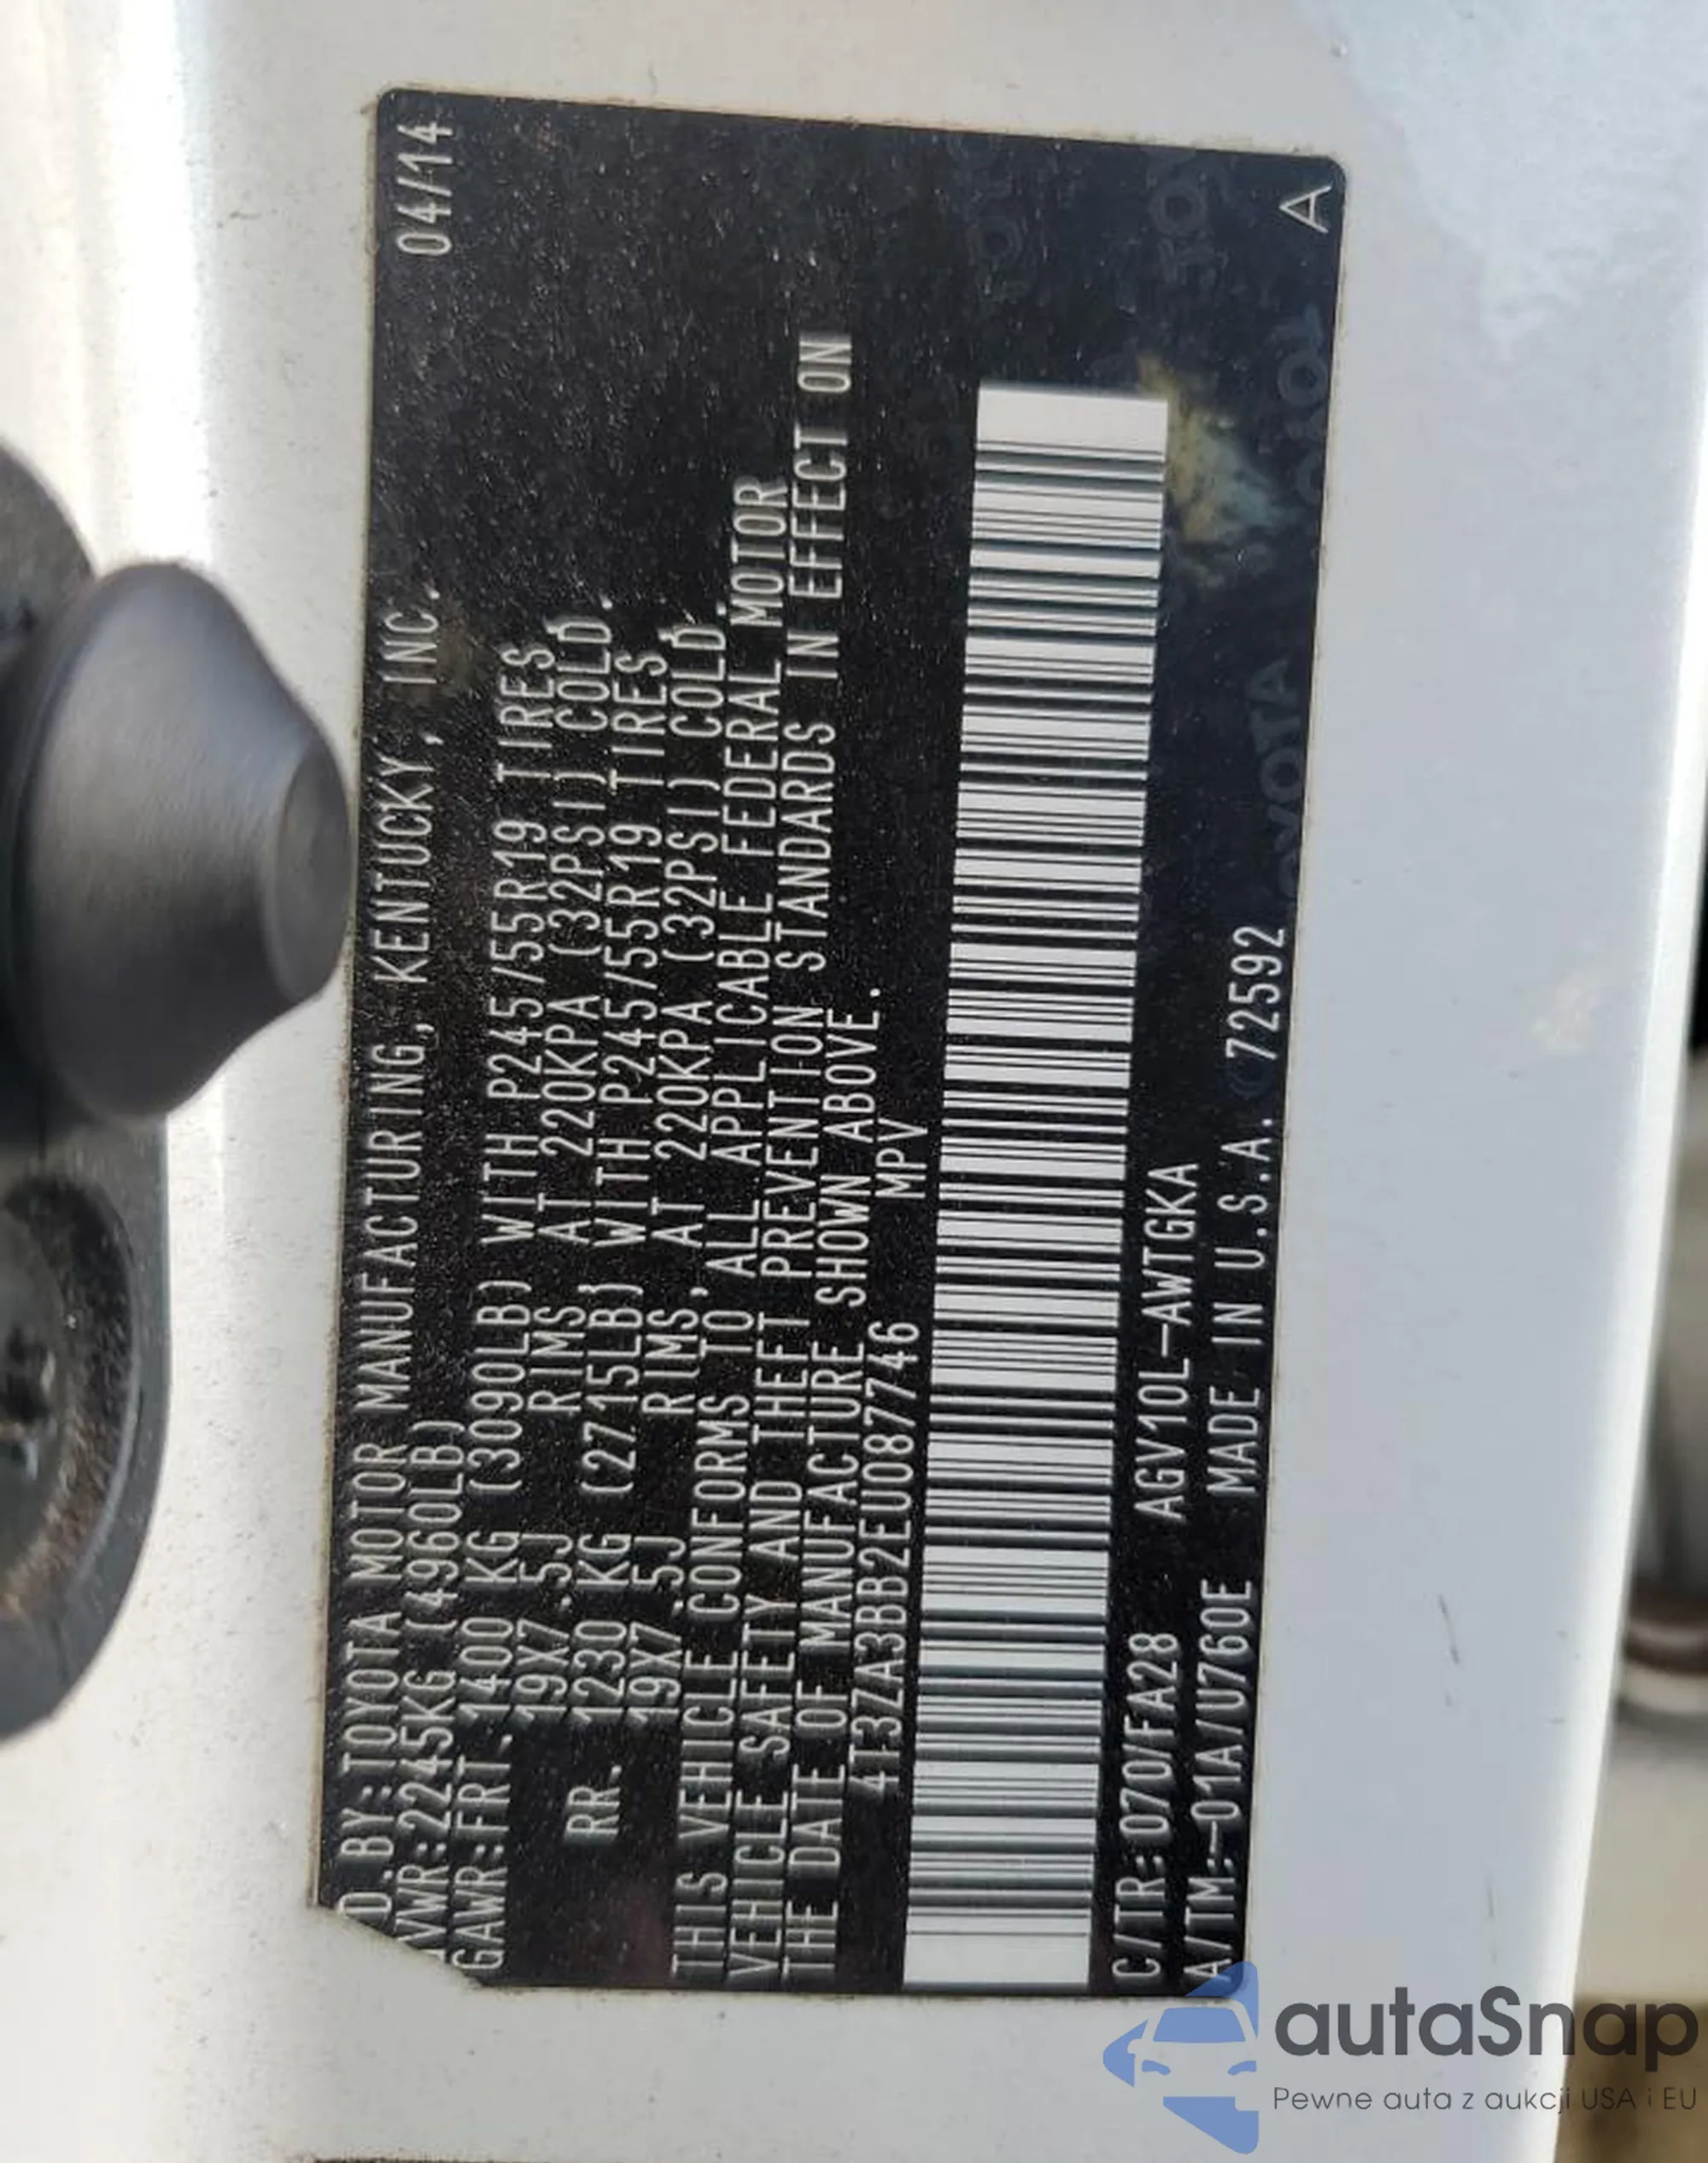 D.BY:TOYOTA MOTOR MANUFACTURING, KENTUCKY, INC. 04/14
GVWR:2245KG (4960LB)
GAWR:FRT. 1400 KG (3090LB) WITH P245/55R19 TIRES
19X7.5J RIMS AT 220KPA (32PSI) COLD.
RR. 1230 KG (2715LB) WITH P245/55R19 TIRES
19X7.5J RIMS, AT 220KPA (32PSI) COLD.
THIS VEHICLE CONFORMS TO ALL APPLICABLE FEDERAL MOTOR
VEHICLE SAFETY AND THEFT PREVENTION STANDARDS IN EFFECT ON
THE DATE OF MANUFACTURE SHOWN ABOVE.
4T3ZA3BB2EU087746 MPV
C/TR:070/FA28 AGV10L-AWTGKA
A/TM:-01A/U760E MADE IN U.S.A. 72592 A
TOYOTA
autaSnap
Pewne auta z aukcji USA i EU